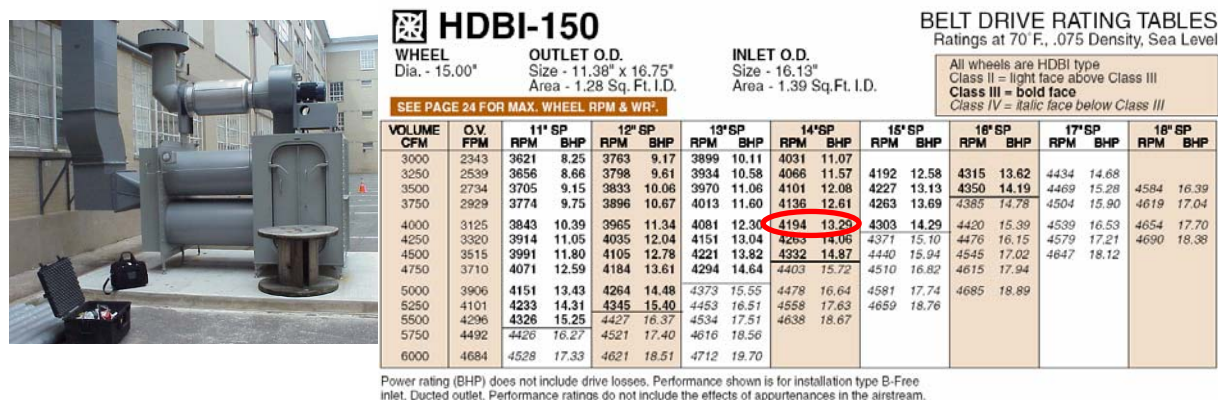 HDBI-150
BELT DRIVE RATING TABLES
Ratings at 70°F., .075 Density, Sea Level
WHEEL
Dia. - 15.00"
OUTLET O.D.
Size - 11.38" x 16.75"
Area - 1.28 Sq. Ft. I.D.
INLET O.D.
Size - 16.13"
Area - 1.39 Sq. Ft. I.D.
All wheels are HDBI type
Class II = light face above Class III
Class III = bold face
Class IV = italic face below Class III
SEE PAGE 24 FOR MAX. WHEEL RPM & WR².
VOLUME O.V. 11" SP 12" SP 13" SP 14" SP 15" SP 16" SP 17" SP 18" SP
CFM FPM RPM BHP RPM BHP RPM BHP RPM BHP RPM BHP RPM BHP RPM BHP RPM BHP
3000 2343 3621 8.25 3763 9.17 3899 10.11 4031 11.07
3250 2539 3656 8.66 3798 9.61 3934 10.58 4066 11.57 4192 12.58 4315 13.62 4434 14.68
3500 2734 3705 9.15 3833 10.06 3970 11.06 4101 12.08 4227 13.13 4350 14.19 4469 15.28 4584 16.39
3750 2929 3774 9.75 3896 10.67 4013 11.60 4136 12.61 4263 13.69 4385 14.78 4504 15.90 4619 17.04
4000 3125 3843 10.39 3965 11.34 4081 12.30 4194 13.29 4303 14.29 4420 15.39 4539 16.53 4654 17.70
4250 3320 3914 11.05 4035 12.04 4151 13.04 4263 14.06 4371 15.10 4476 16.15 4579 17.21 4690 18.38
4500 3515 3991 11.80 4105 12.78 4221 13.82 4332 14.87 4440 15.94 4545 17.02 4647 18.12
4750 3710 4071 12.59 4184 13.61 4294 14.64 4403 15.72 4510 16.82 4615 17.94
5000 3906 4151 13.43 4264 14.48 4373 15.55 4478 16.64 4581 17.74 4685 18.89
5250 4101 4233 14.31 4345 15.40 4453 16.51 4558 17.63 4659 18.76
5500 4296 4326 15.25 4427 16.37 4534 17.51 4638 18.67
5750 4492 4426 16.27 4521 17.40 4616 18.56
6000 4684 4528 17.33 4621 18.51 4712 19.70
Power rating (BHP) does not include drive losses. Performance shown is for installation type B-Free
inlet, Ducted outlet. Performance ratings do not include the effects of appurtenances in the airstream.